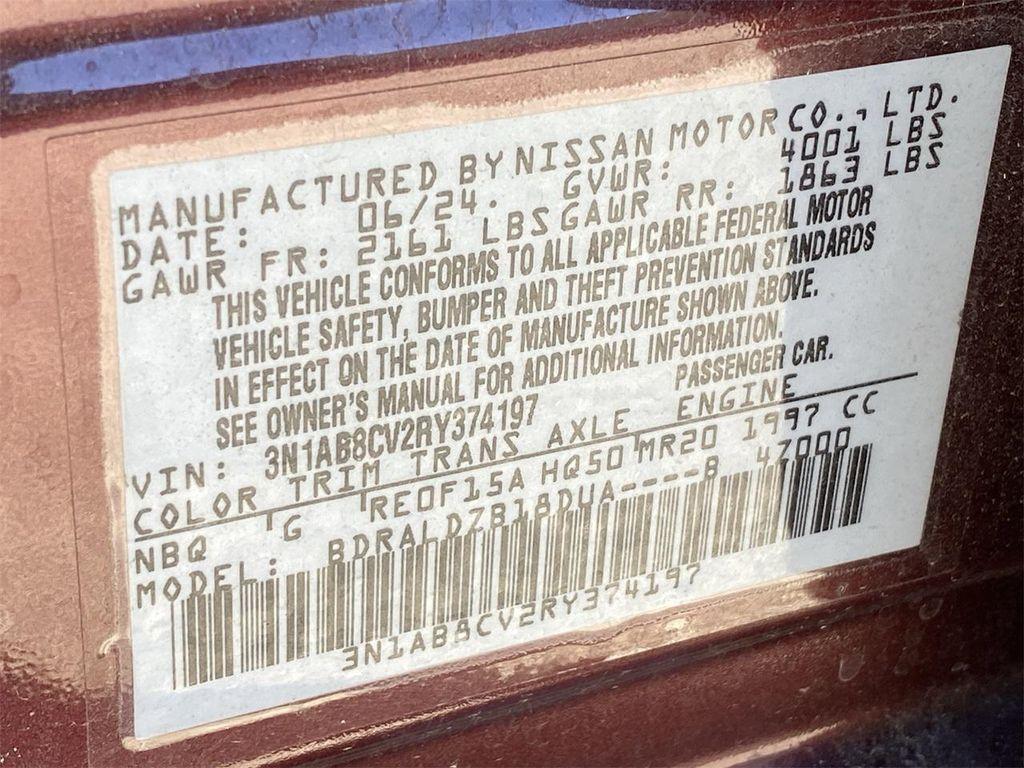 MANUFACTURED BY NISSAN MOTOR CO., LTD.
DATE: 06/24. GVWR: 4001 LBS
GAWR FR: 2161 LBS GAWR RR: 1863 LBS
THIS VEHICLE CONFORMS TO ALL APPLICABLE FEDERAL MOTOR
VEHICLE SAFETY, BUMPER AND THEFT PREVENTION STANDARDS
IN EFFECT ON THE DATE OF MANUFACTURE SHOWN ABOVE.
SEE OWNER'S MANUAL FOR ADDITIONAL INFORMATION.
VIN: 3N1AB8CV2RY374197 PASSENGER CAR.
COLOR TRIM TRANS AXLE ENGINE
NBQ G RE0F15A HQ50 MR20 1997 CC
MODEL: BDRALDZB18DUA----B 47000
3N1AB8CV2RY374197